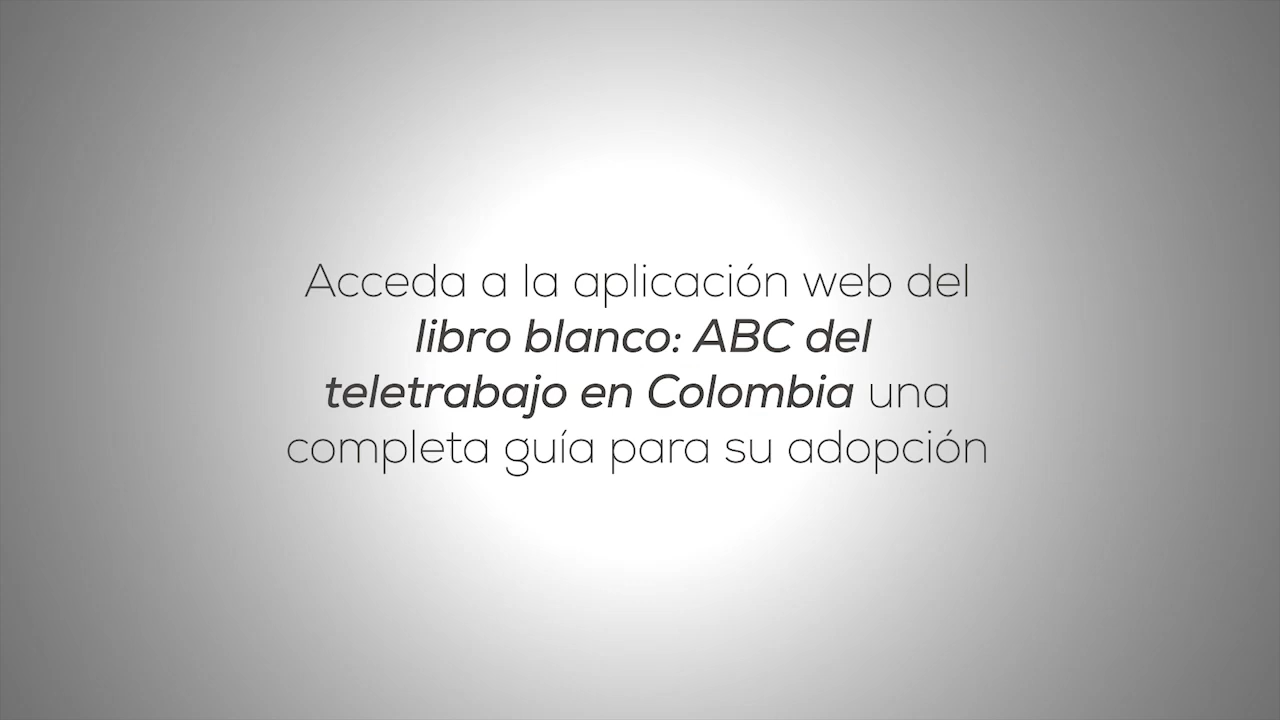 Acceda a la aplicación web del
libro blanco: ABC del
teletrabajo en Colombia una
completa guía para su adopción